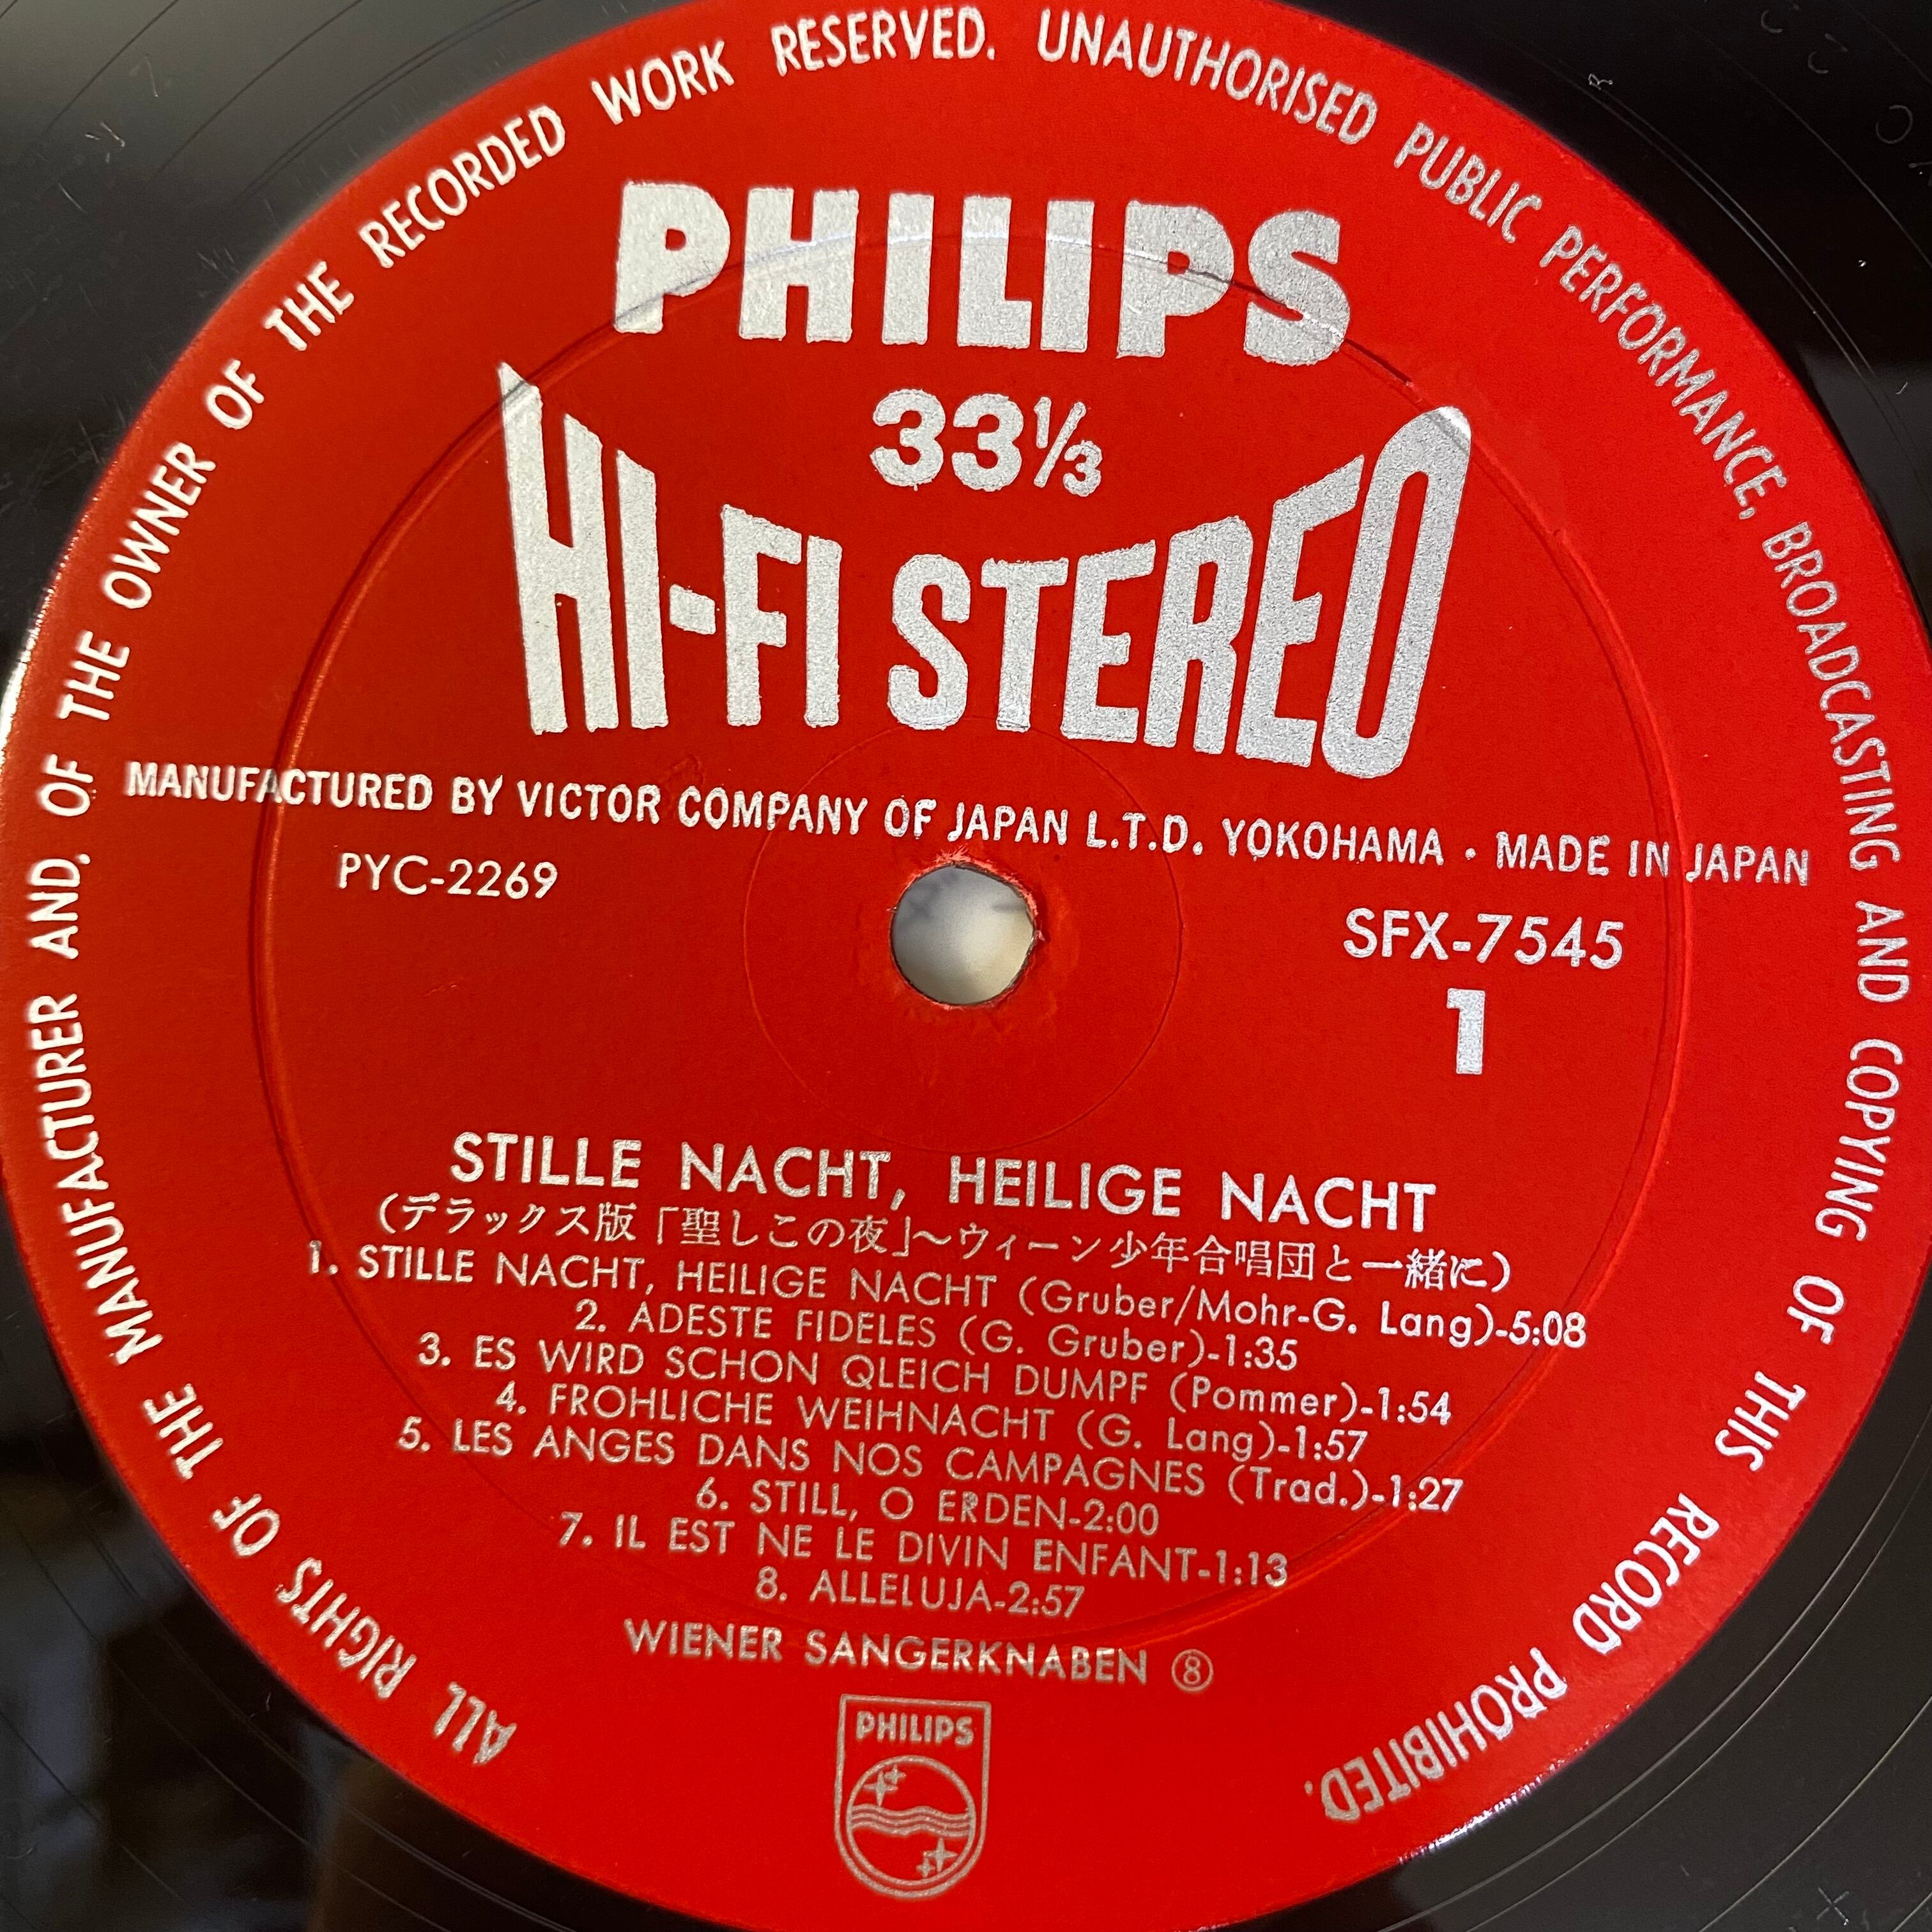 ALL RIGHTS OF THE MANUFACTURER AND, OF THE OWNER OF THE RECORDED WORK RESERVED. UNAUTHORISED PUBLIC PERFORMANCE, BROADCASTING AND COPYING OF THIS RECORD PROHIBITED.
PHILIPS
33⅓
HI-FI STEREO
MANUFACTURED BY VICTOR COMPANY OF JAPAN L.T.D. YOKOHAMA · MADE IN JAPAN
PYC-2269
SFX-7545
1
STILLE NACHT, HEILIGE NACHT
(デラックス版「聖しこの夜」~ウィーン少年合唱団と一緒に)
1. STILLE NACHT, HEILIGE NACHT (Gruber/Mohr-G. Lang)-5:08
2. ADESTE FIDELES (G. Gruber)-1:35
3. ES WIRD SCHON QLEICH DUMPF (Pommer)-1:54
4. FROHLICHE WEIHNACHT (G. Lang)-1:57
5. LES ANGES DANS NOS CAMPAGNES (Trad.)-1:27
6. STILL, O ERDEN-2:00
7. IL EST NE LE DIVIN ENFANT-1:13
8. ALLELUJA-2:57
WIENER SANGERKNABEN ⑧
PHILIPS